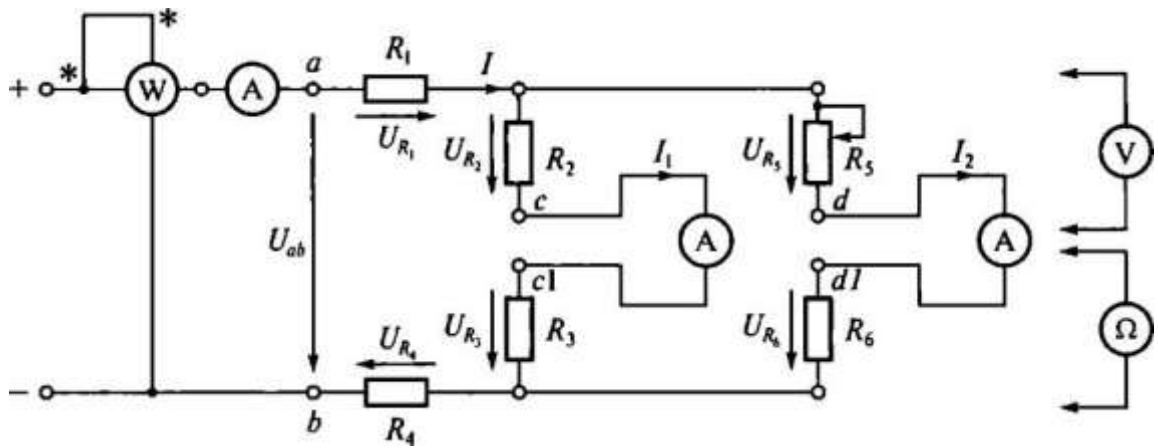 * *
+ W A a R₁ I
U_R₁ U_R₂ R₂ I₁ U_R₅ R₅ I₂ V
c d
U_ab A A
c1 d1
U_R₄ U_R₃ R₃ U_R₆ R₆ Ω
− b R₄